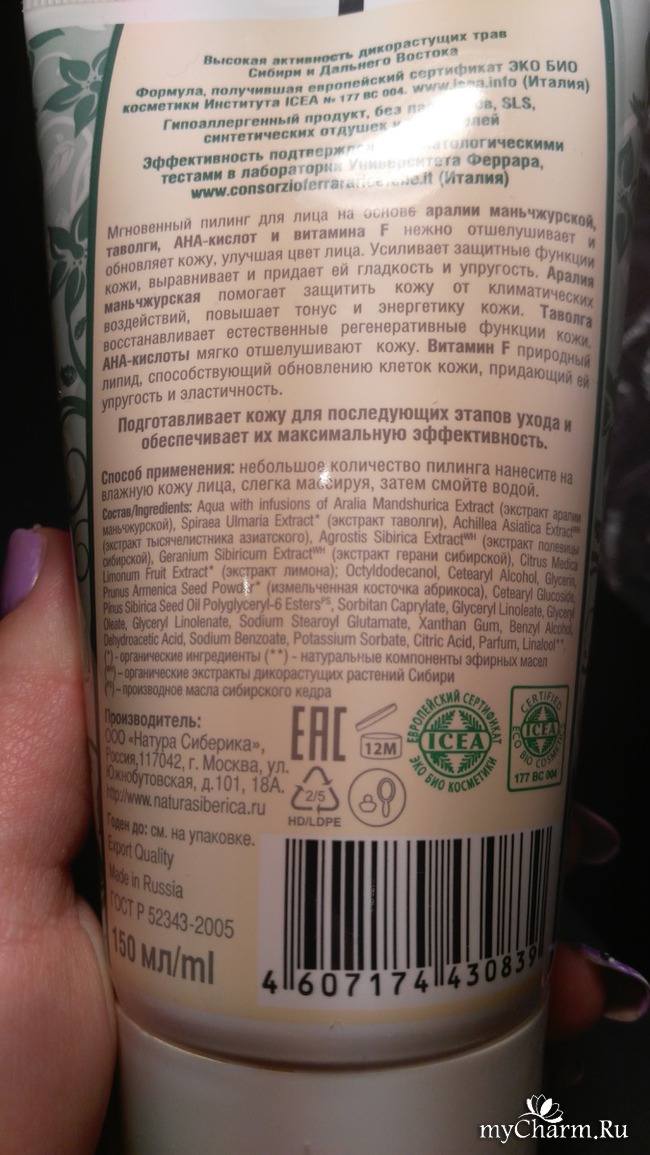 Высокая активность дикорастущих трав
Сибири и Дальнего Востока
Формула, получившая европейский сертификат ЭКО БИО
косметики Института ICEA № 177 BC 004. www.icea.info (Италия)
Гипоаллергенный продукт, без SLS,
синтетических отдушек и
Эффективность подтверждена
тестами в лаборатории Университета Феррара,
(Италия)
Мгновенный пилинг для лица на основе аралии маньчжурской,
таволги, АНА-кислот и витамина F нежно отшелушивает и
обновляет кожу, улучшая цвет лица. Усиливает защитные функции
кожи, выравнивает и придает ей гладкость и упругость. Аралия
маньчжурская помогает защитить кожу от климатических
воздействий, повышает тонус и энергетику кожи. Таволга
восстанавливает естественные регенеративные функции кожи.
АНА-кислоты мягко отшелушивают кожу. Витамин F природный
липид, способствующий обновлению клеток кожи, придающий ей
упругость и эластичность.
Подготавливает кожу для последующих этапов ухода и
обеспечивает их максимальную эффективность.
Способ применения: небольшое количество пилинга нанесите на
влажную кожу лица, слегка массируя, затем смойте водой.
Состав/Ingredients: Aqua with infusions of Aralia Mandshurica Extract (экстракт аралии
маньчжурской), Spiraea Ulmaria Extract* (экстракт таволги), Achillea Asiatica Extract
(экстракт тысячелистника азиатского), Agrostis Sibirica Extract WH (экстракт полевицы
сибирской), Geranium Sibiricum Extract WH (экстракт герани сибирской), Citrus Medica
Limonum Fruit Extract* (экстракт лимона); Octyldodecanol, Cetearyl Alcohol, Glycerin,
Prunus Armenica Seed Powder* (измельченная косточка абрикоса), Cetearyl Glucoside,
Pinus Sibirica Seed Oil Polyglyceryl-6 Esters PS, Sorbitan Caprylate, Glyceryl Linoleate, Glyceryl
Oleate, Glyceryl Linolenate, Sodium Stearoyl Glutamate, Xanthan Gum, Benzyl Alcohol,
Dehydroacetic Acid, Sodium Benzoate, Potassium Sorbate, Citric Acid, Parfum, Linalool**.
(*) - органические ингредиенты (**) - натуральные компоненты эфирных масел
– органические экстракты дикорастущих растений Сибири
– производное масла сибирского кедра
Производитель:
ООО «Натура Сиберика»,
Россия,117042, г. Москва, ул.
Южнобутовская, д.101, 18А.
http://www.naturasiberica.ru
Годен до: см. на упаковке.
Export Quality
Made in Russia
ГОСТ Р 52343-2005
150 мл/ml
EAC
12M
2/5
HD/LDPE
ЕВРОПЕЙСКИЙ СЕРТИФИКАТ
ICEA
ЭКО БИО КОСМЕТИКИ
CERTIFIED
ICEA
ECO BIO COSMETICS
177 BC 004
4 607174 430839
myCharm.Ru